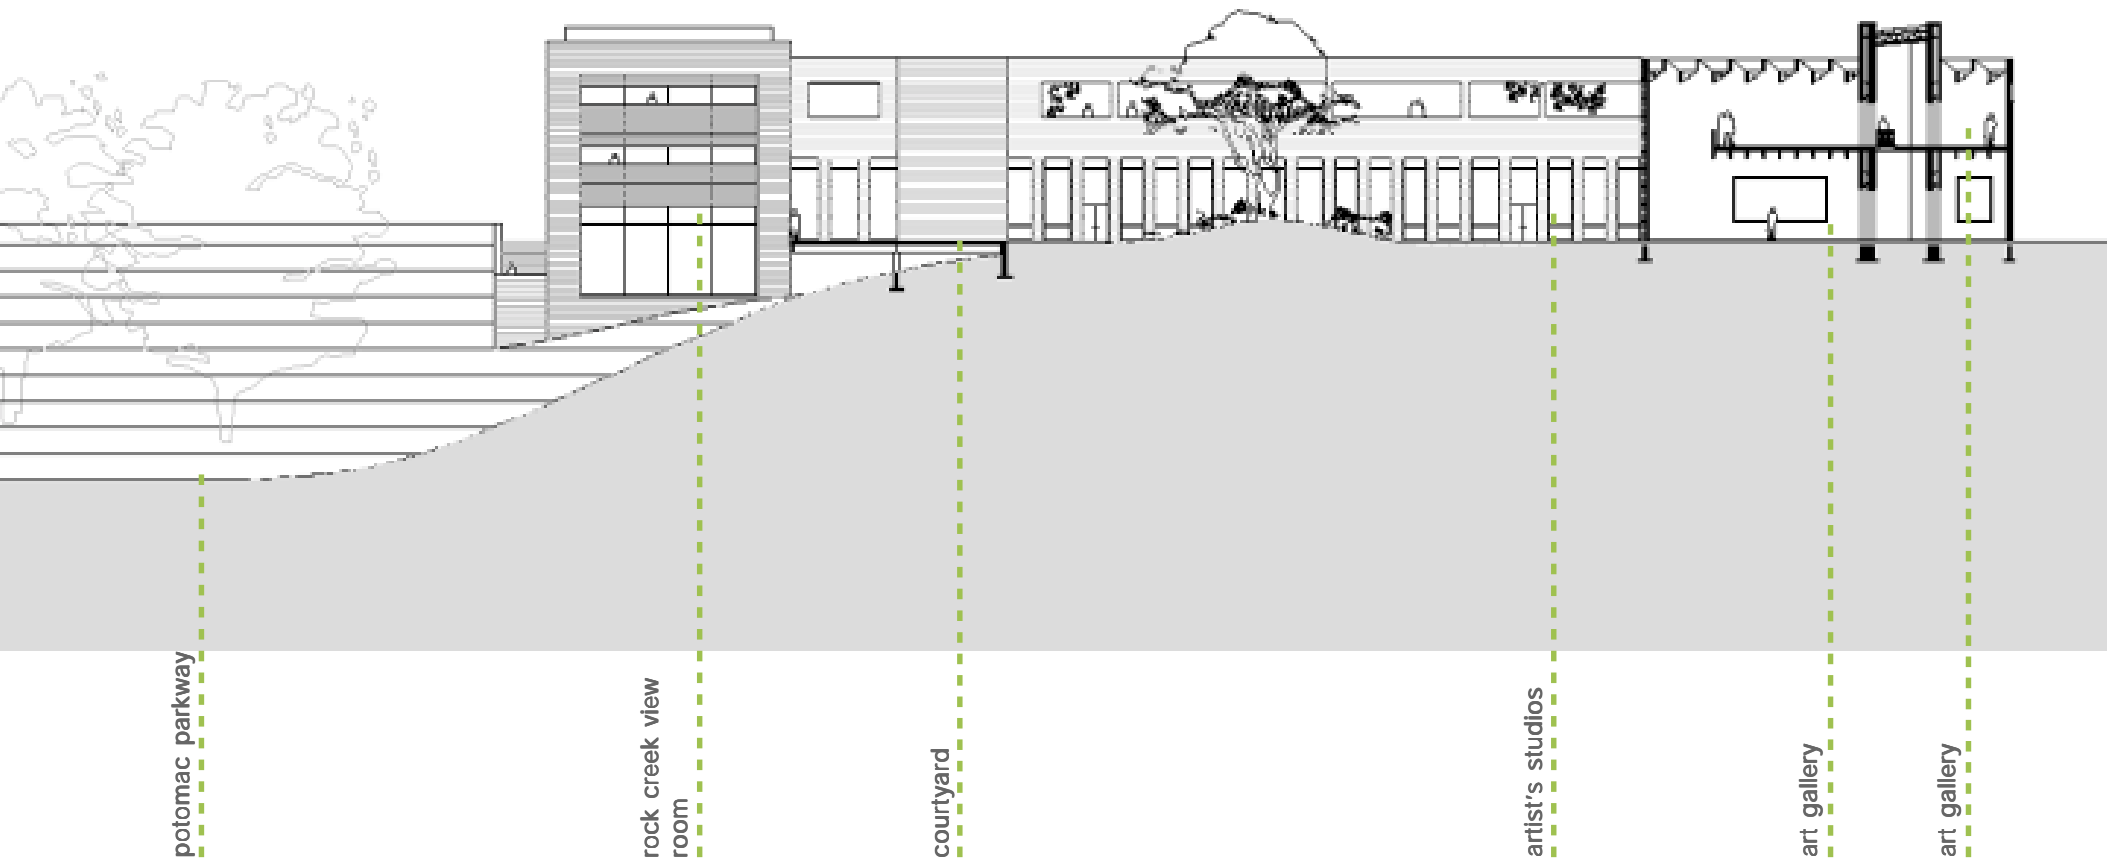 potomac parkway
rock creek view
room
courtyard
artist's studios
art gallery
art gallery